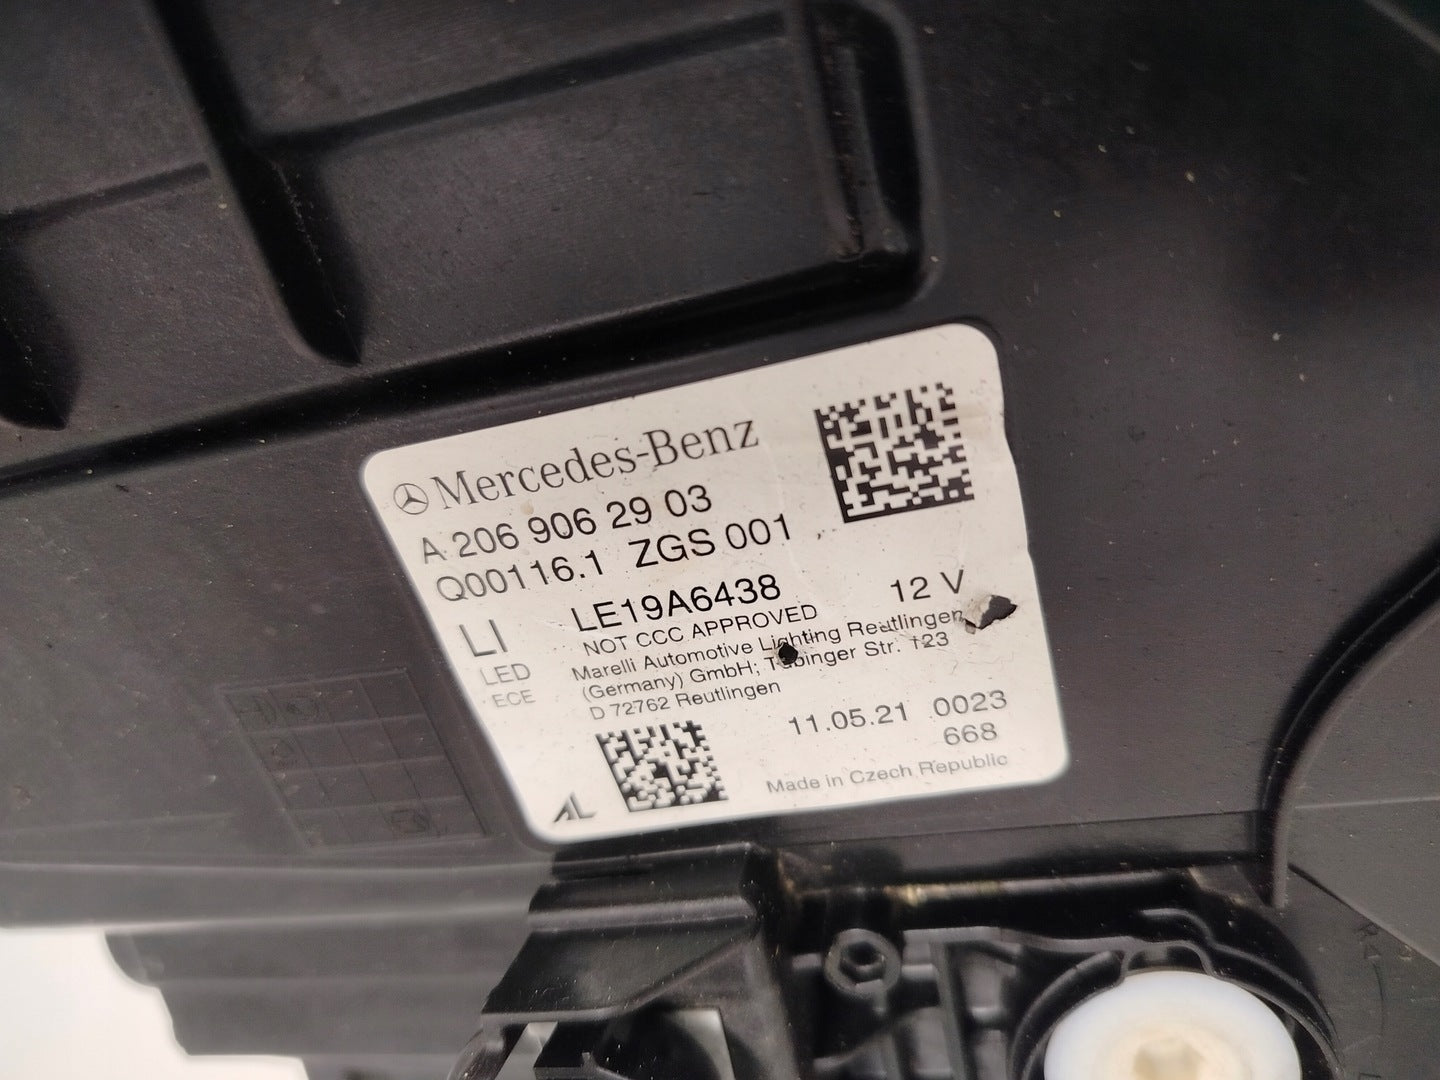 Mercedes-Benz
A 206 906 29 03
Q00116.1 ZGS 001
LE19A6438 12 V
LI NOT CCC APPROVED
LED Marelli Automotive Lighting Reutlingen
ECE (Germany) GmbH; Tübinger Str. 123
D 72762 Reutlingen
11.05.21 0023
668
Made in Czech Republic
AL